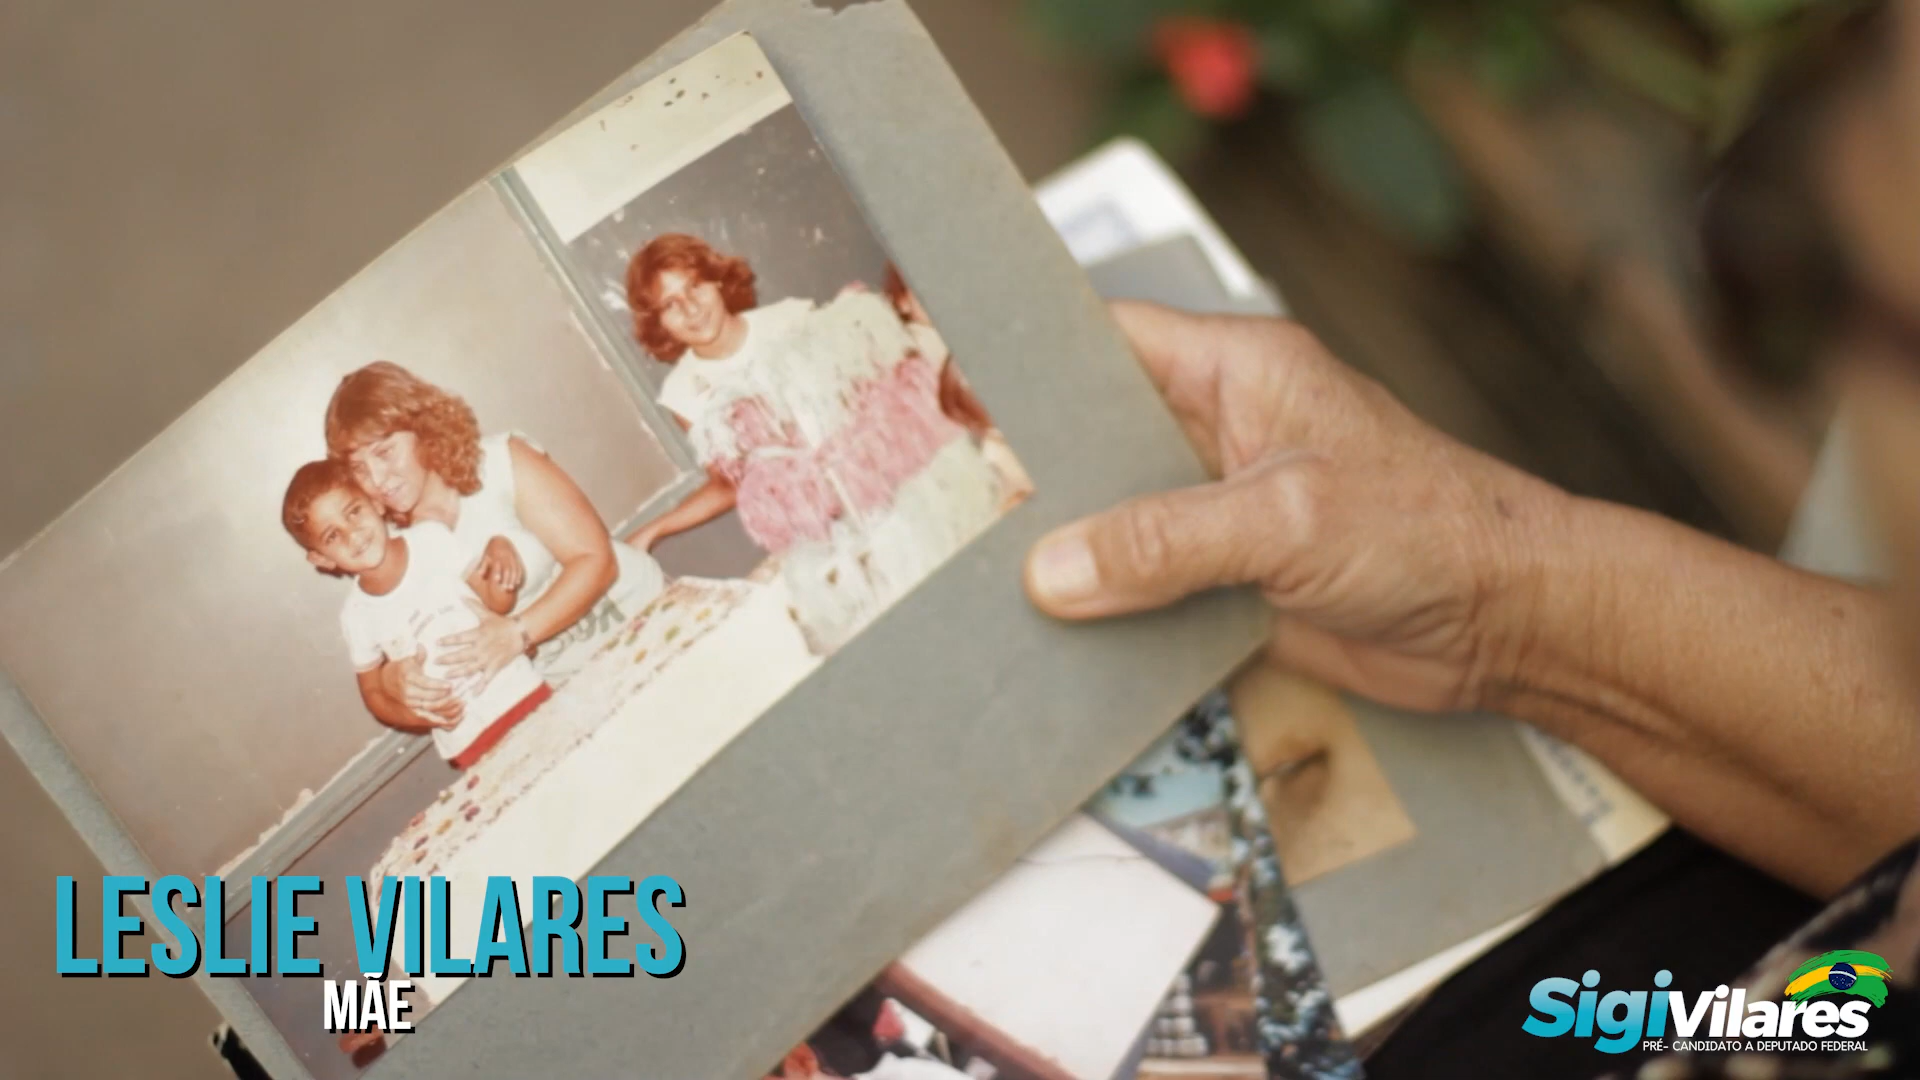 LESLIE VILARES
MÃE
SigiVilares
PRÉ- CANDIDATO A DEPUTADO FEDERAL